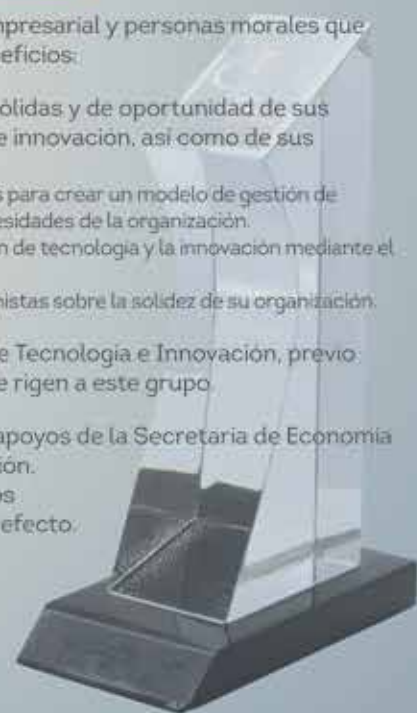 mpresarial y personas morales que
neficios:
ólidas y de oportunidad de sus
e innovación, así como de sus
s para crear un modelo de gestión de
esidades de la organización.
n de tecnología y la innovación mediante el
nistas sobre la solidez de su organización.
e Tecnología e Innovación, previo
e rigen a este grupo.
apoyos de la Secretaria de Economía
ión.
os
efecto.